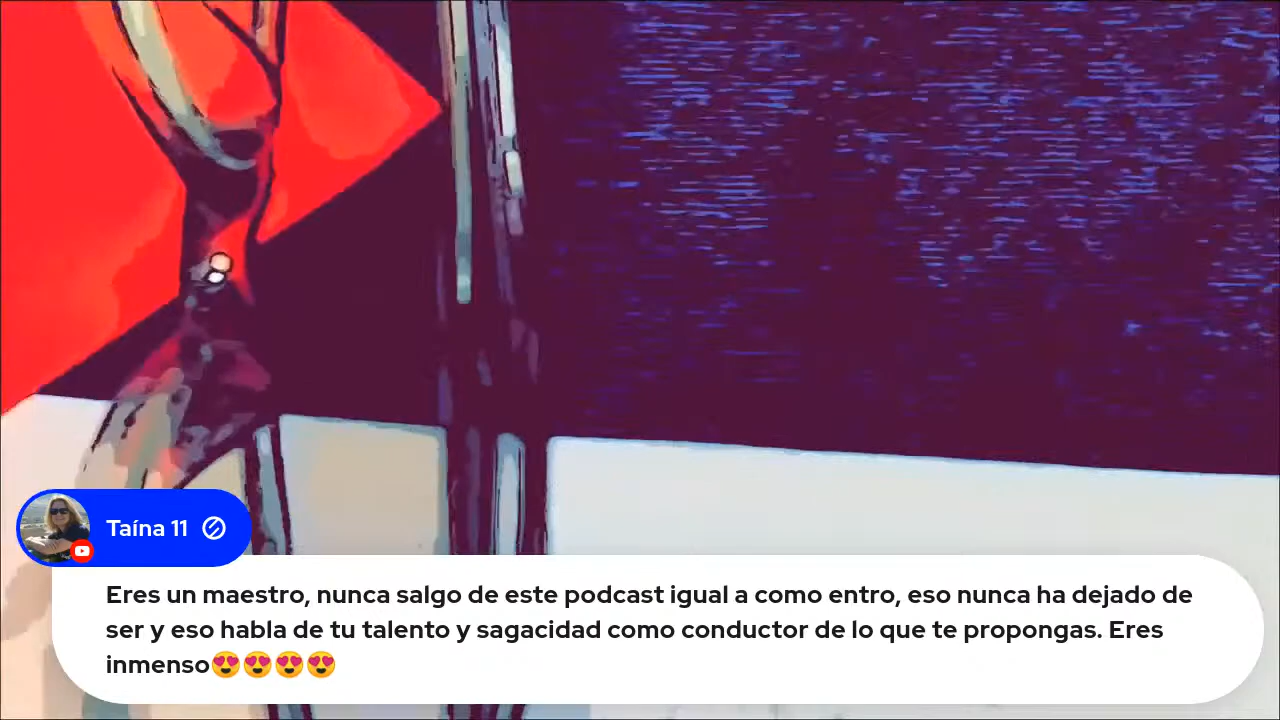 Taína 11
Eres un maestro, nunca salgo de este podcast igual a como entro, eso nunca ha dejado de
ser y eso habla de tu talento y sagacidad como conductor de lo que te propongas. Eres
inmenso😍😍😍😍